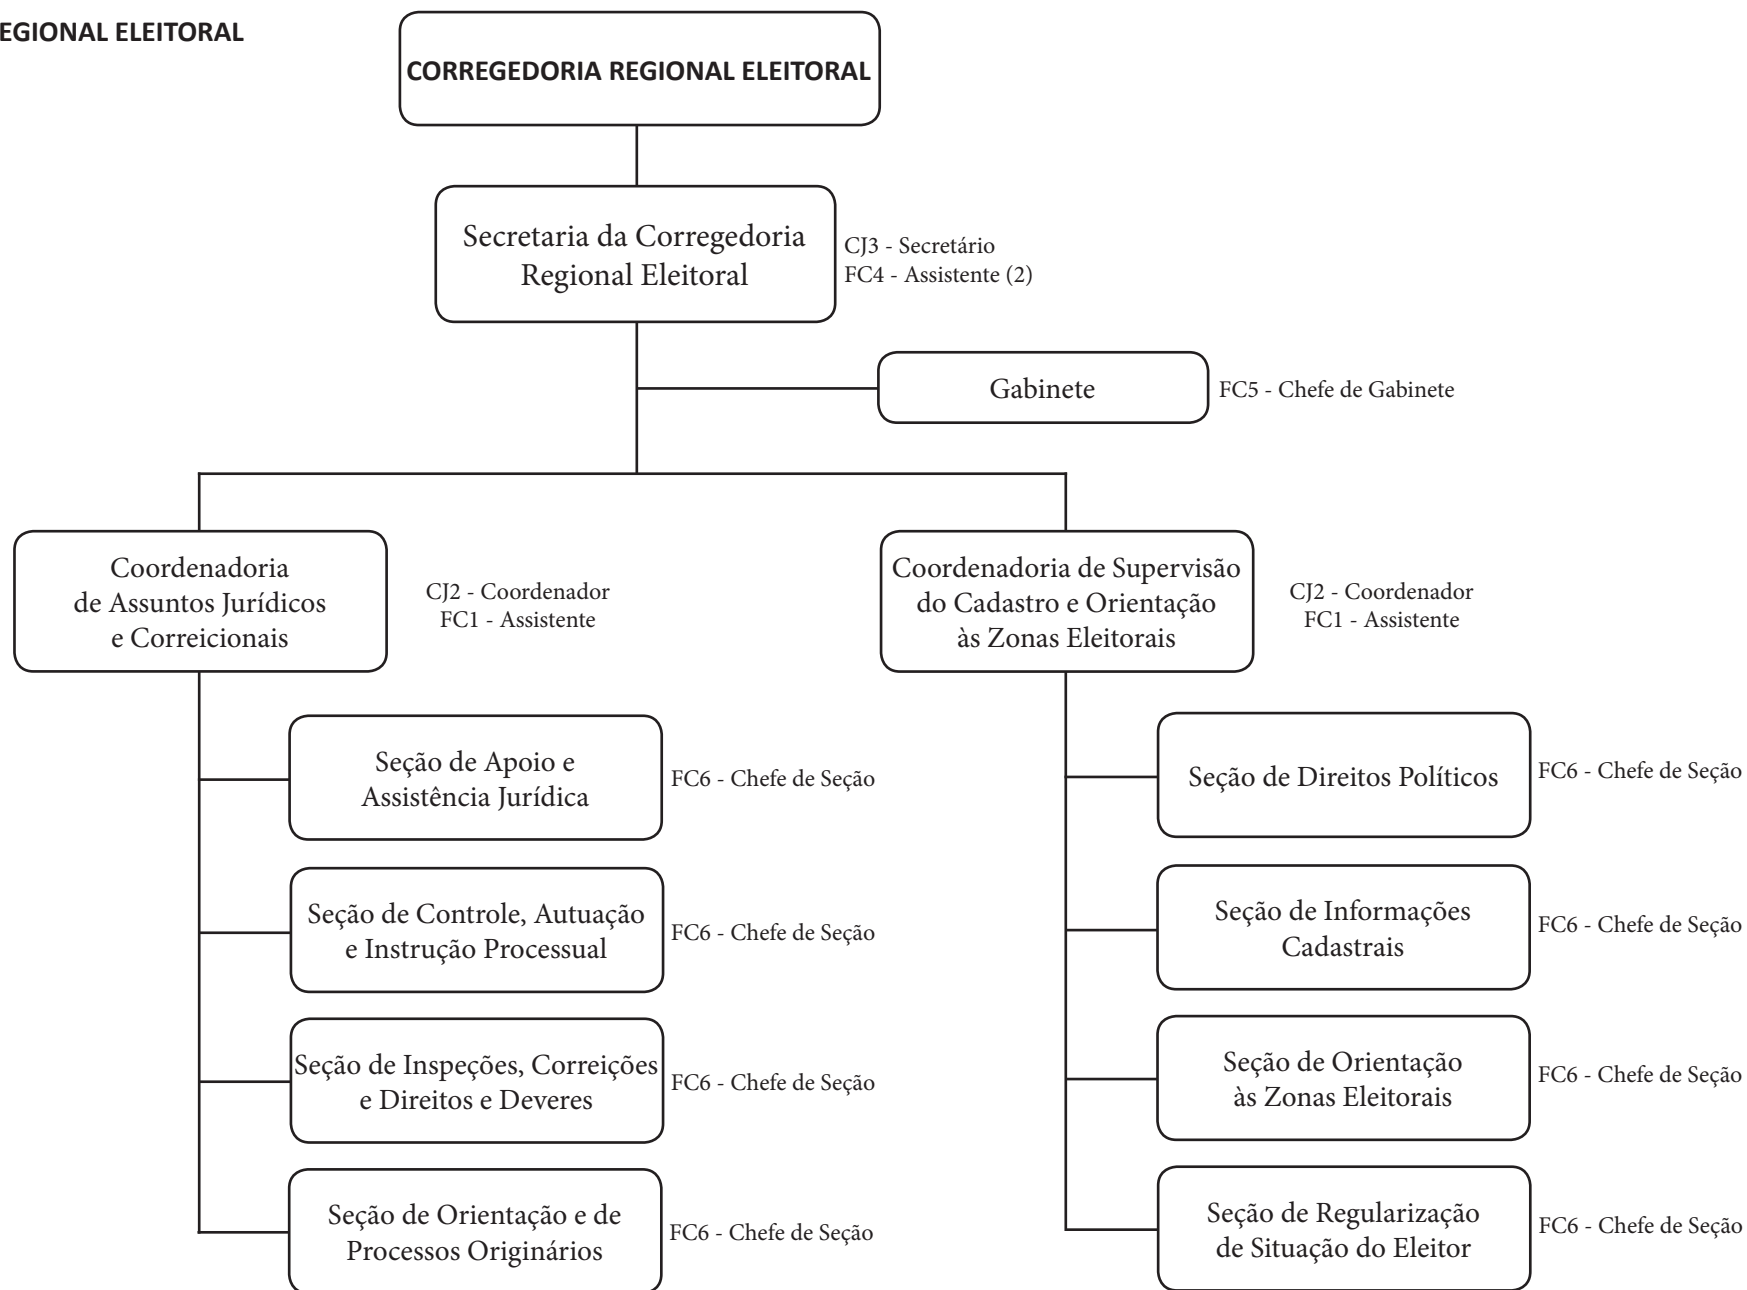 EGIONAL ELEITORAL
CORREGEDORIA REGIONAL ELEITORAL
Secretaria da Corregedoria
Regional Eleitoral
CJ3 - Secretário
FC4 - Assistente (2)
Gabinete
FC5 - Chefe de Gabinete
Coordenadoria
de Assuntos Jurídicos
e Correicionais
CJ2 - Coordenador
FC1 - Assistente
Coordenadoria de Supervisão
do Cadastro e Orientação
às Zonas Eleitorais
CJ2 - Coordenador
FC1 - Assistente
Seção de Apoio e
Assistência Jurídica
FC6 - Chefe de Seção
Seção de Direitos Políticos
FC6 - Chefe de Seção
Seção de Controle, Autuação
e Instrução Processual
FC6 - Chefe de Seção
Seção de Informações
Cadastrais
FC6 - Chefe de Seção
Seção de Inspeções, Correições
e Direitos e Deveres
FC6 - Chefe de Seção
Seção de Orientação
às Zonas Eleitorais
FC6 - Chefe de Seção
Seção de Orientação e de
Processos Originários
FC6 - Chefe de Seção
Seção de Regularização
de Situação do Eleitor
FC6 - Chefe de Seção